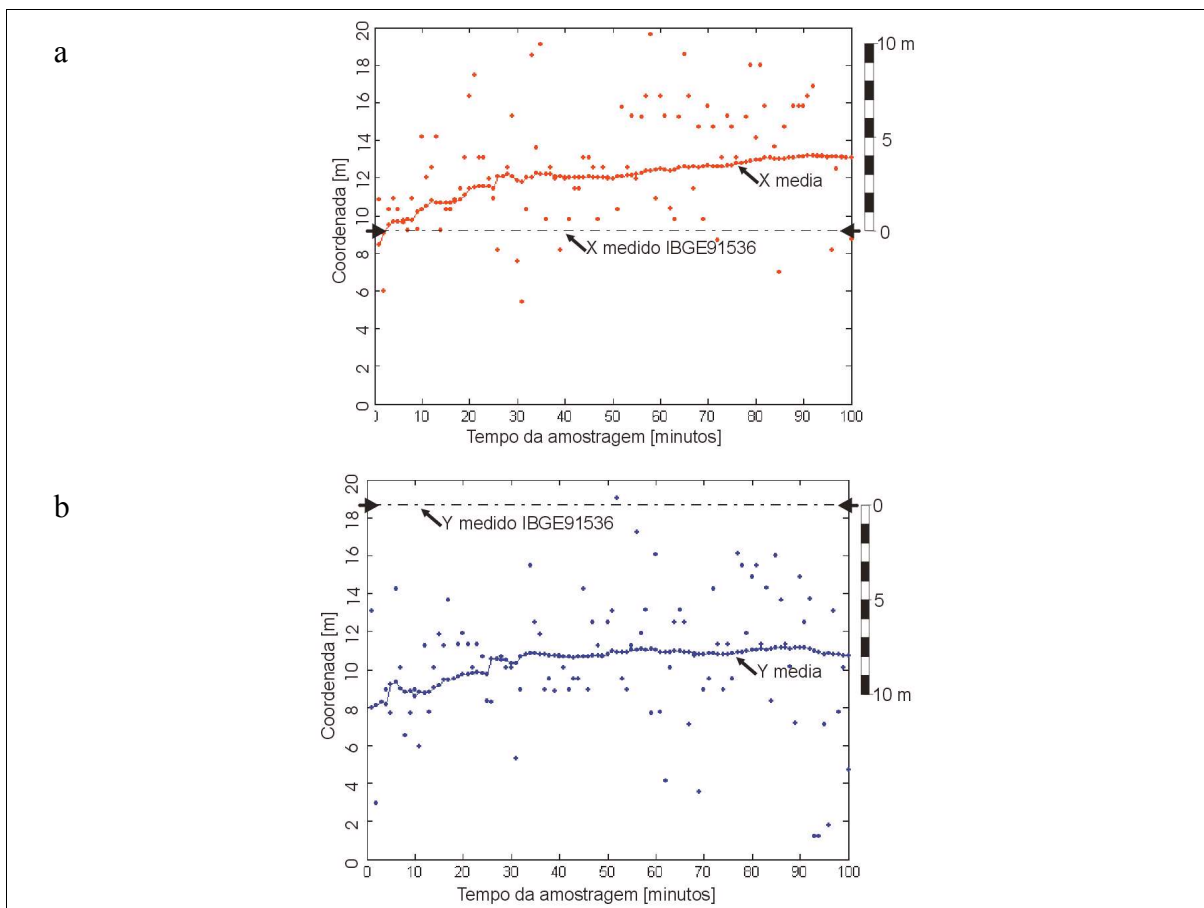 a
20
18
16
14
12
10
8
6
4
2
0
Coordenada [m]
10 m
5
0
X media
X medido IBGE91536
0 10 20 30 40 50 60 70 80 90 100
Tempo da amostragem [minutos]
b
20
18
16
14
12
10
8
6
4
2
0
Coordenada [m]
Y medido IBGE91536
0
5
10 m
Y media
0 10 20 30 40 50 60 70 80 90 100
Tempo da amostragem [minutos]